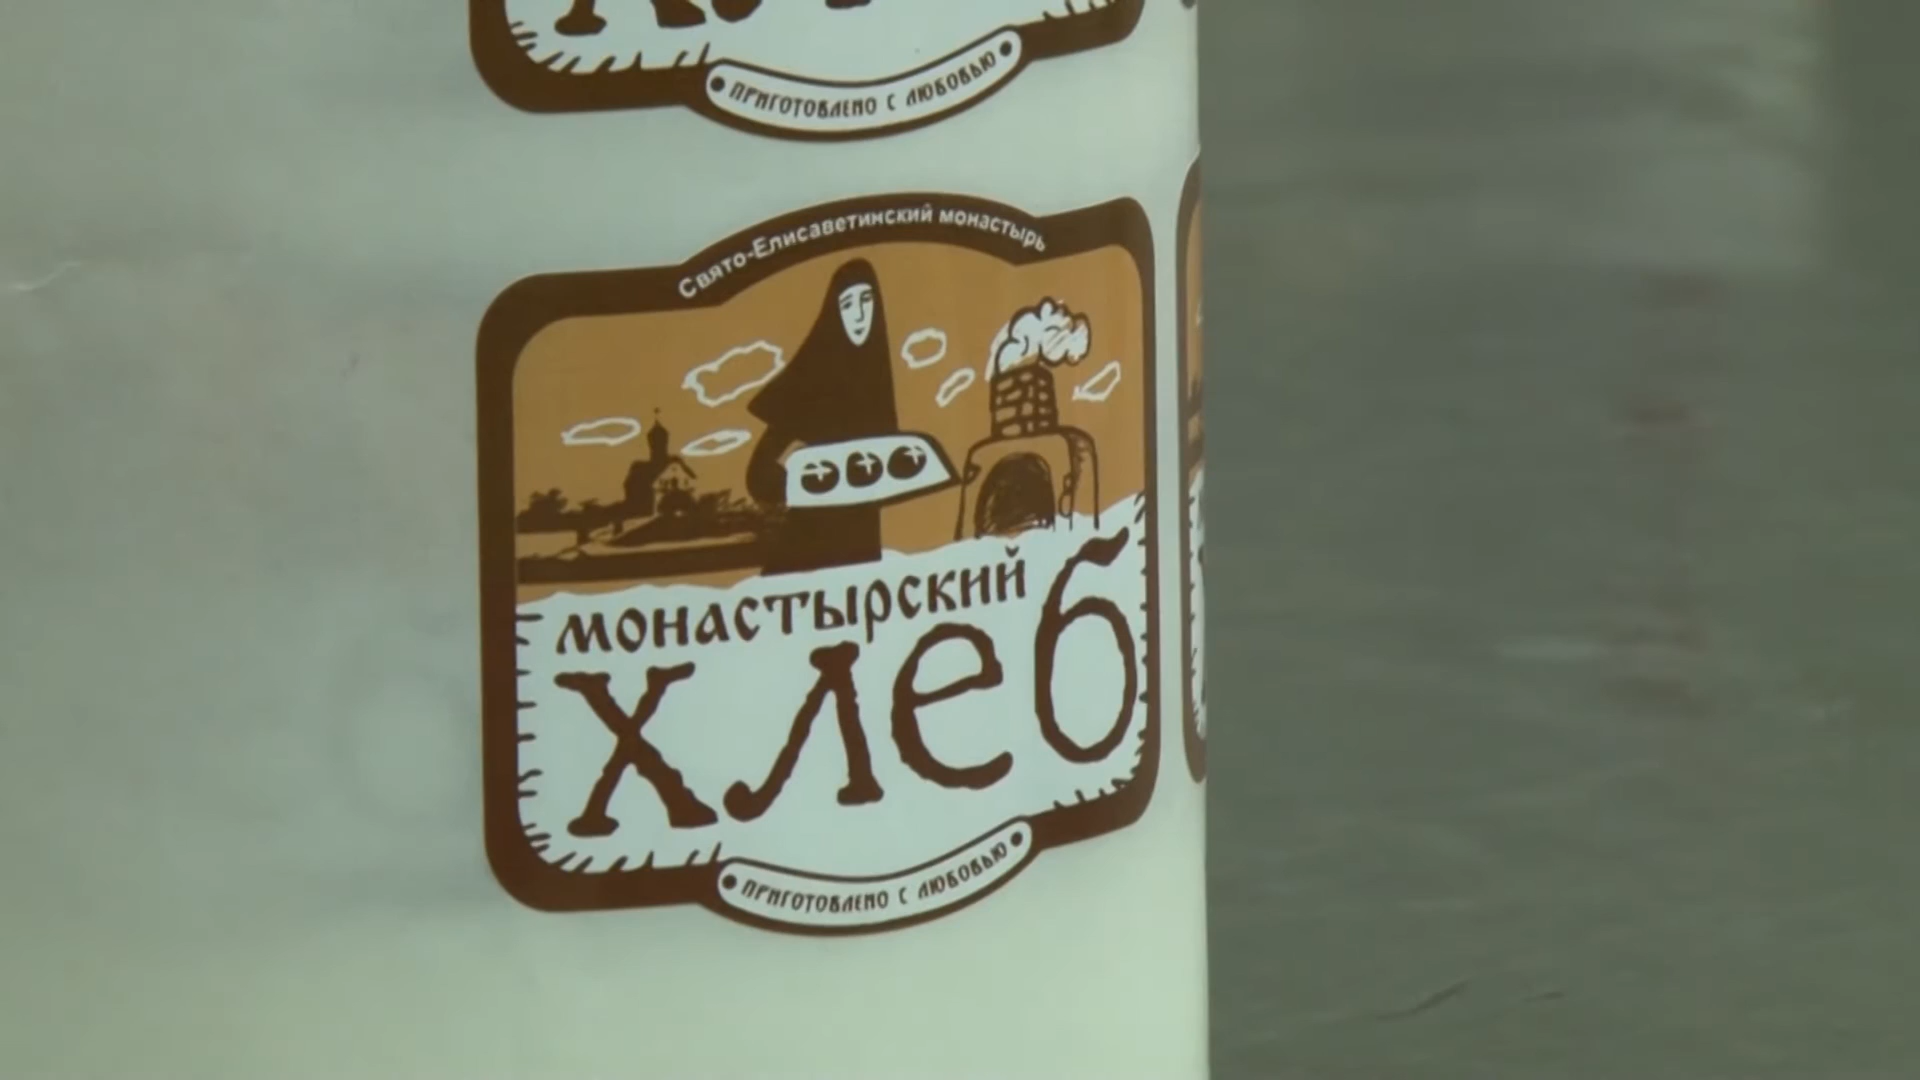 ПРИГОТОВЛЕНО С ЛЮБОВЬЮ
Свято-Елисаветинский монастырь
монастырский
хлеб
ПРИГОТОВЛЕНО С ЛЮБОВЬЮ